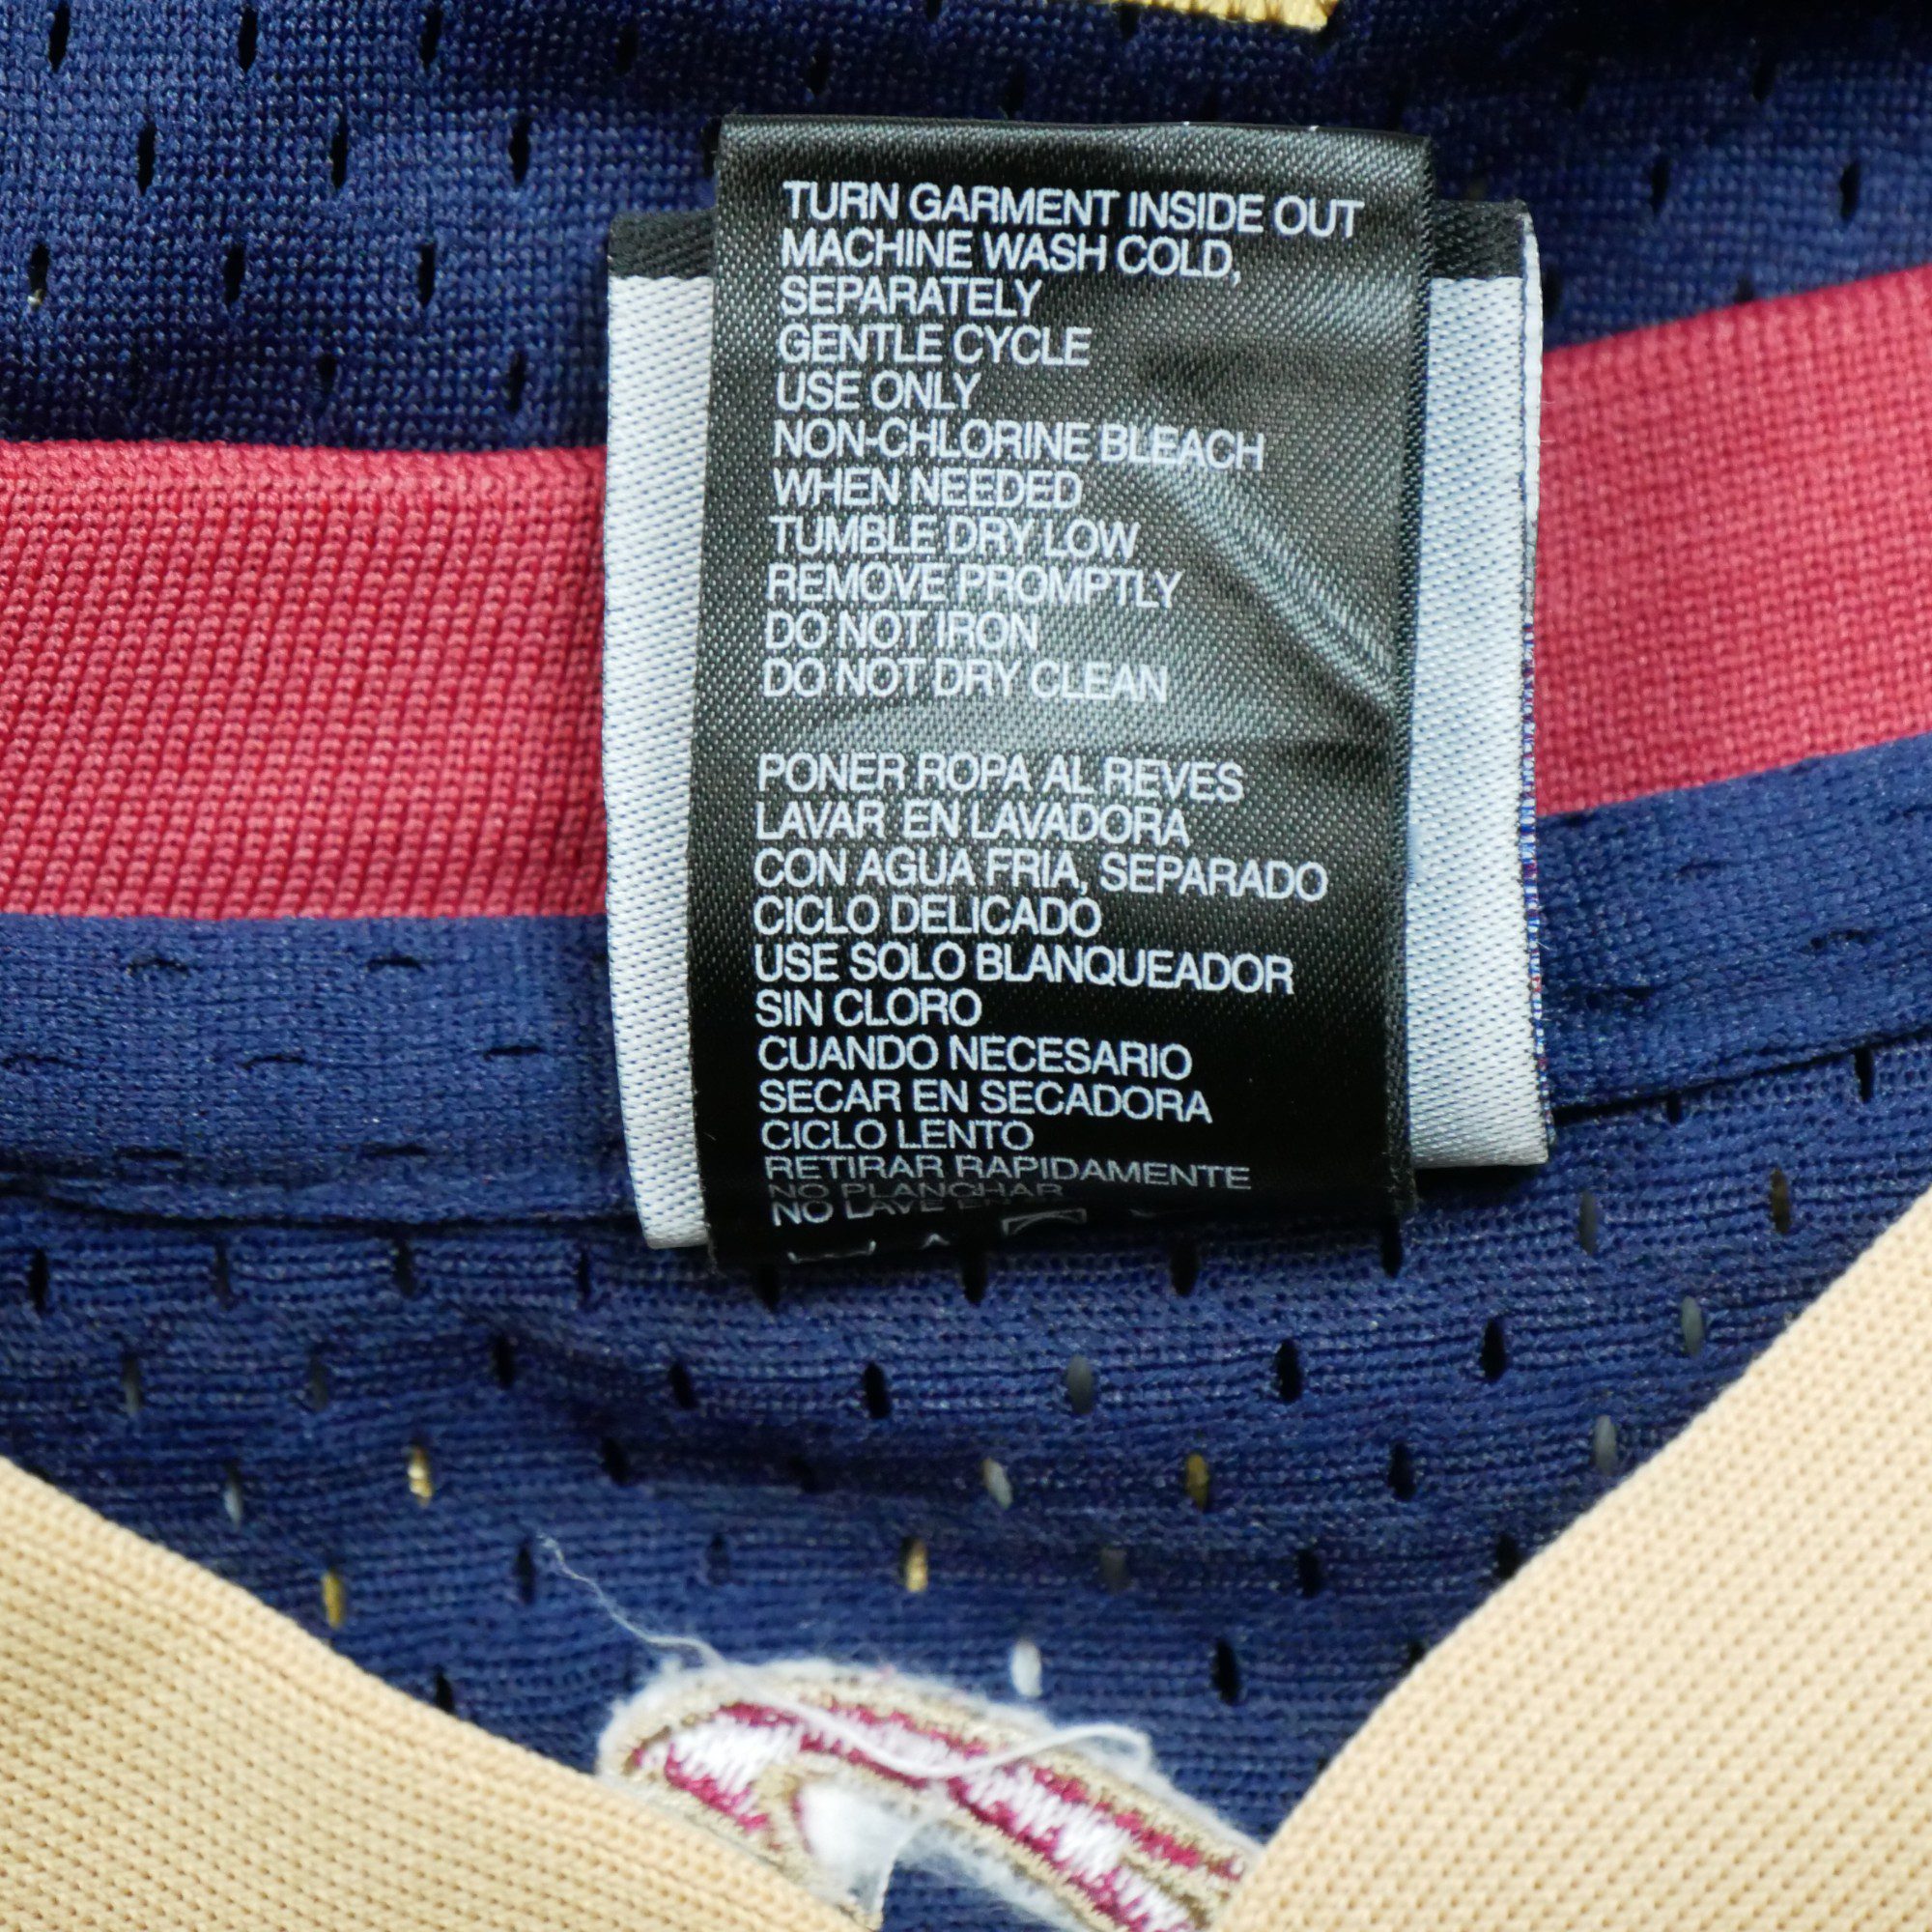 TURN GARMENT INSIDE OUT
MACHINE WASH COLD,
SEPARATELY
GENTLE CYCLE
USE ONLY
NON-CHLORINE BLEACH
WHEN NEEDED
TUMBLE DRY LOW
REMOVE PROMPTLY
DO NOT IRON
DO NOT DRY CLEAN
PONER ROPA AL REVES
LAVAR EN LAVADORA
CON AGUA FRIA, SEPARADO
CICLO DELICADO
USE SOLO BLANQUEADOR
SIN CLORO
CUANDO NECESARIO
SECAR EN SECADORA
CICLO LENTO
RETIRAR RAPIDAMENTE
NO PLANCHAR
NO LAVE